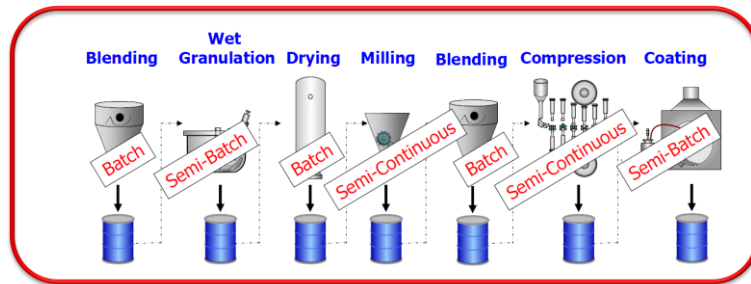 Blending
Wet
Granulation
Drying
Milling
Blending
Compression
Coating
Batch
Semi-Batch
Batch
Semi-Continuous
Batch
Semi-Continuous
Semi-Batch